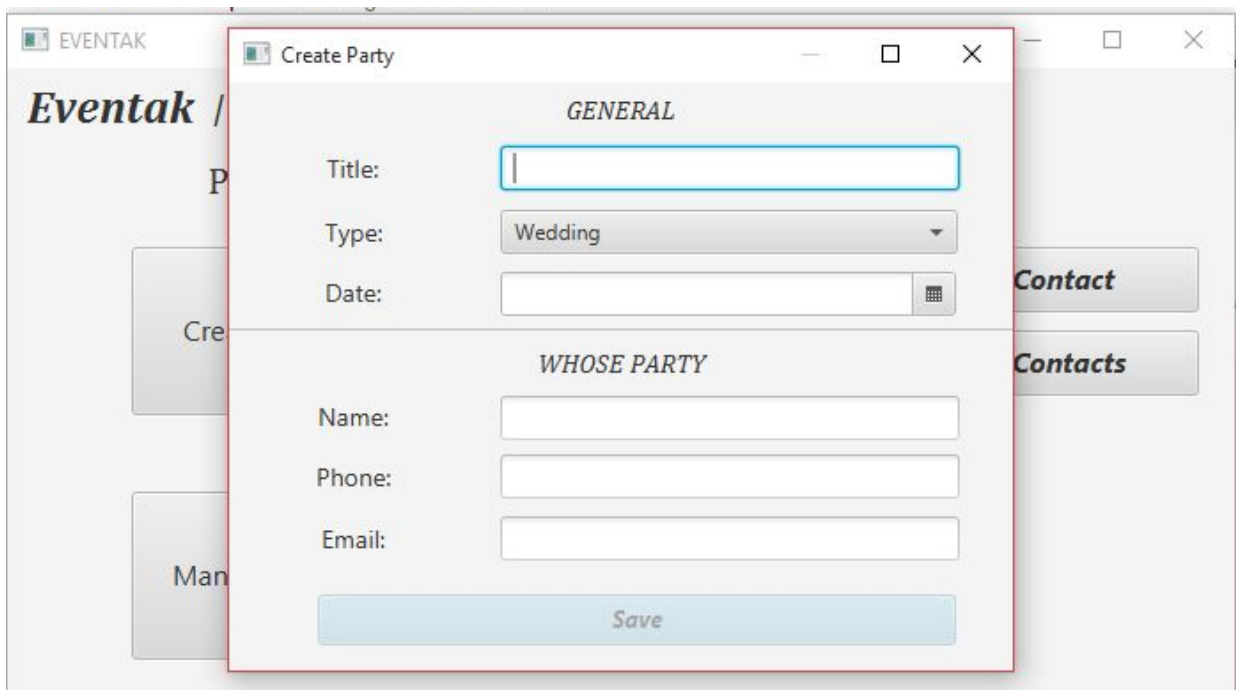 EVENTAK
Create Party
Eventak /
GENERAL
Title:
P
Type:
Wedding
Date:
Contact
Cre
WHOSE PARTY
Contacts
Name:
Phone:
Email:
Man
Save